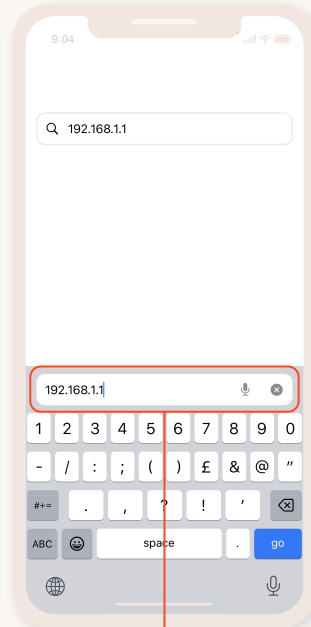 9:04
192.168.1.1
192.168.1.1
1 2 3 4 5 6 7 8 9 0
- / : ; ( ) £ & @ "
#+= . , ? ! ’
ABC space . go